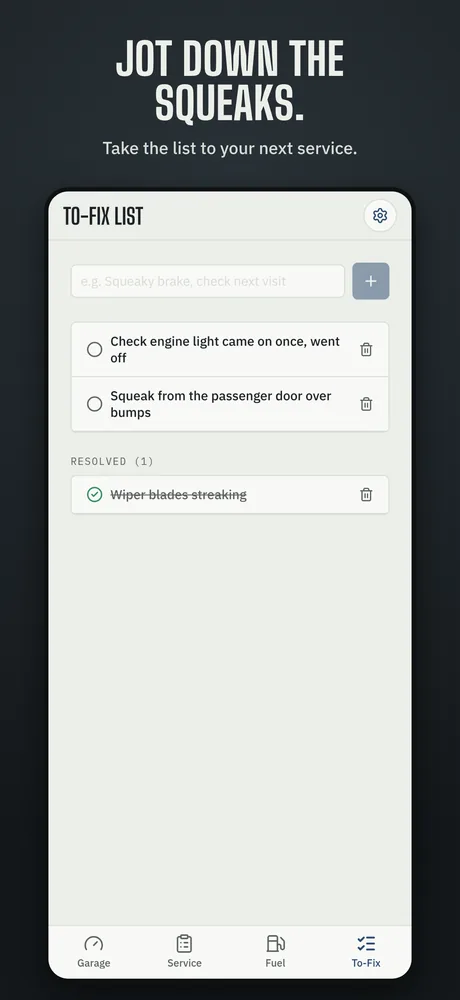 JOT DOWN THE
SQUEAKS.
Take the list to your next service.
TO-FIX LIST
e.g. Squeaky brake, check next visit
Check engine light came on once, went
off
Squeak from the passenger door over
bumps
RESOLVED (1)
Wiper blades streaking
Garage
Service
Fuel
To-Fix